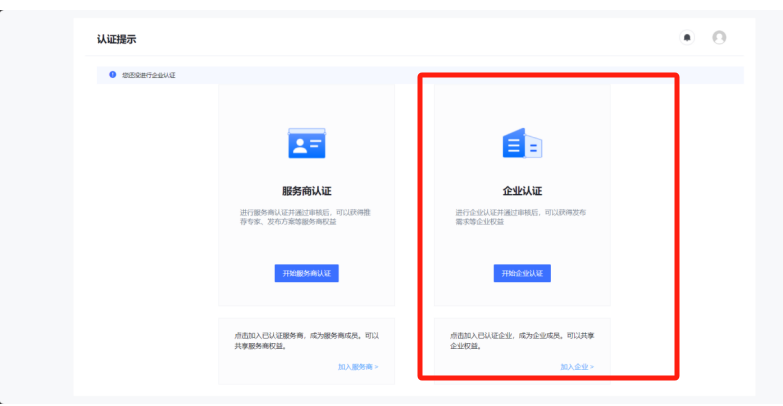 认证提示
您还没进行企业认证
服务商认证
进行服务商认证并通过审核后，可以获得推
荐专家、发布方案等服务商权益
开始服务商认证
点击加入已认证服务商，成为服务商成员。可以
共享服务商权益。
加入服务商 >
企业认证
进行企业认证并通过审核后，可以获得发布
需求等企业权益
开始企业认证
点击加入已认证企业，成为企业成员。可以共享
企业权益。
加入企业 >